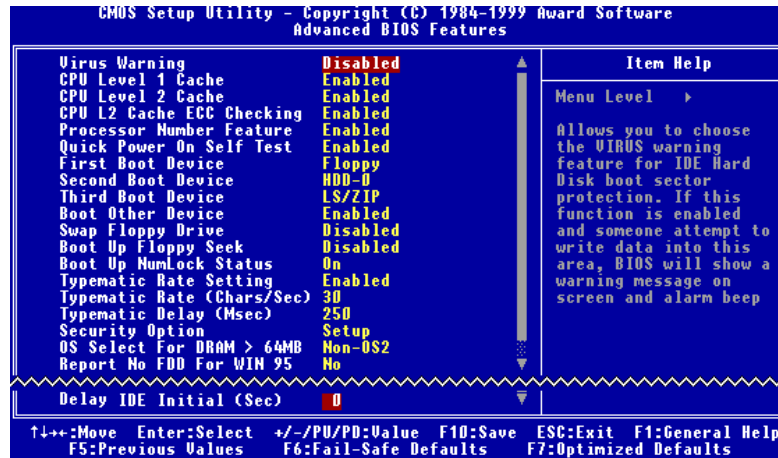 CMOS Setup Utility – Copyright (C) 1984-1999 Award Software
Advanced BIOS Features
Virus Warning Disabled
CPU Level 1 Cache Enabled
CPU Level 2 Cache Enabled
CPU L2 Cache ECC Checking Enabled
Processor Number Feature Enabled
Quick Power On Self Test Enabled
First Boot Device Floppy
Second Boot Device HDD-0
Third Boot Device LS/ZIP
Boot Other Device Enabled
Swap Floppy Drive Disabled
Boot Up Floppy Seek Disabled
Boot Up NumLock Status On
Typematic Rate Setting Enabled
Typematic Rate (Chars/Sec) 30
Typematic Delay (Msec) 250
Security Option Setup
OS Select For DRAM > 64MB Non-OS2
Report No FDD For WIN 95 No
Delay IDE Initial (Sec) 0
Item Help
Menu Level ▸
Allows you to choose
the VIRUS warning
feature for IDE Hard
Disk boot sector
protection. If this
function is enabled
and someone attempt to
write data into this
area, BIOS will show a
warning message on
screen and alarm beep
↑↓→←:Move Enter:Select +/-/PU/PD:Value F10:Save ESC:Exit F1:General Help
F5:Previous Values F6:Fail-Safe Defaults F7:Optimized Defaults